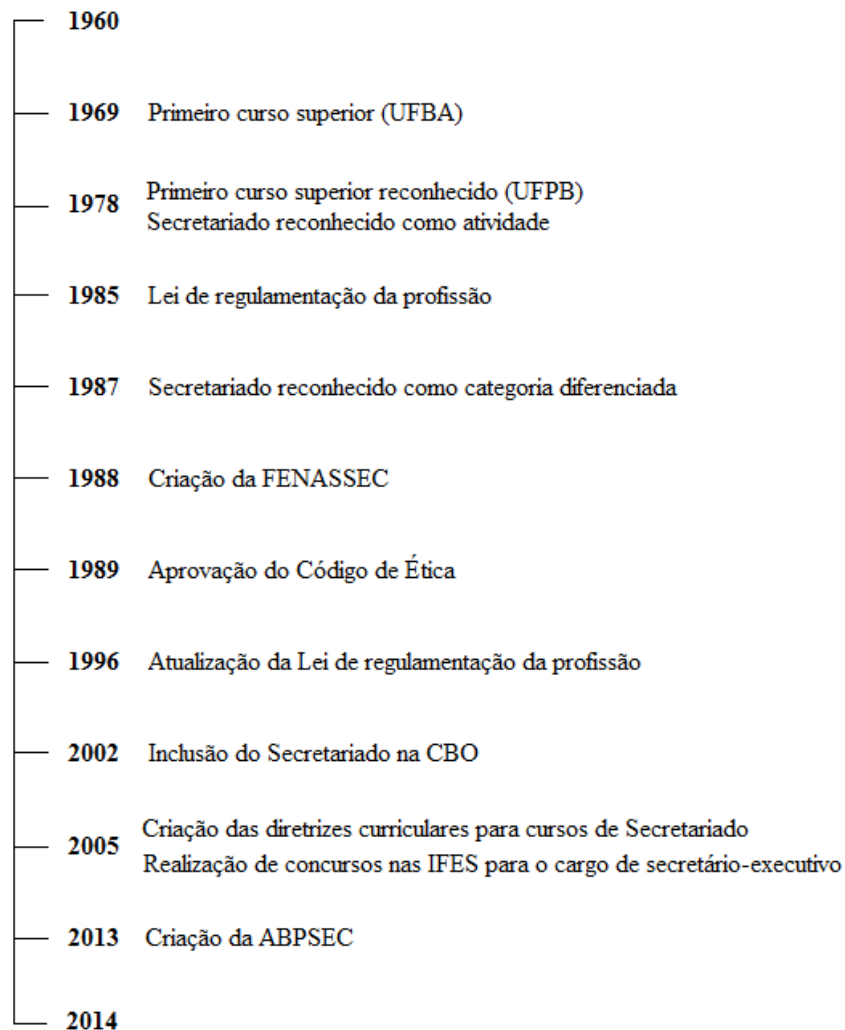 1960
1969 Primeiro curso superior (UFBA)
1978 Primeiro curso superior reconhecido (UFPB)
Secretariado reconhecido como atividade
1985 Lei de regulamentação da profissão
1987 Secretariado reconhecido como categoria diferenciada
1988 Criação da FENASSEC
1989 Aprovação do Código de Ética
1996 Atualização da Lei de regulamentação da profissão
2002 Inclusão do Secretariado na CBO
2005 Criação das diretrizes curriculares para cursos de Secretariado
Realização de concursos nas IFES para o cargo de secretário-executivo
2013 Criação da ABPSEC
2014